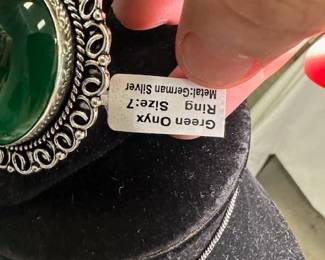 Green Onyx
Ring   Size:7
Metal:German Silver